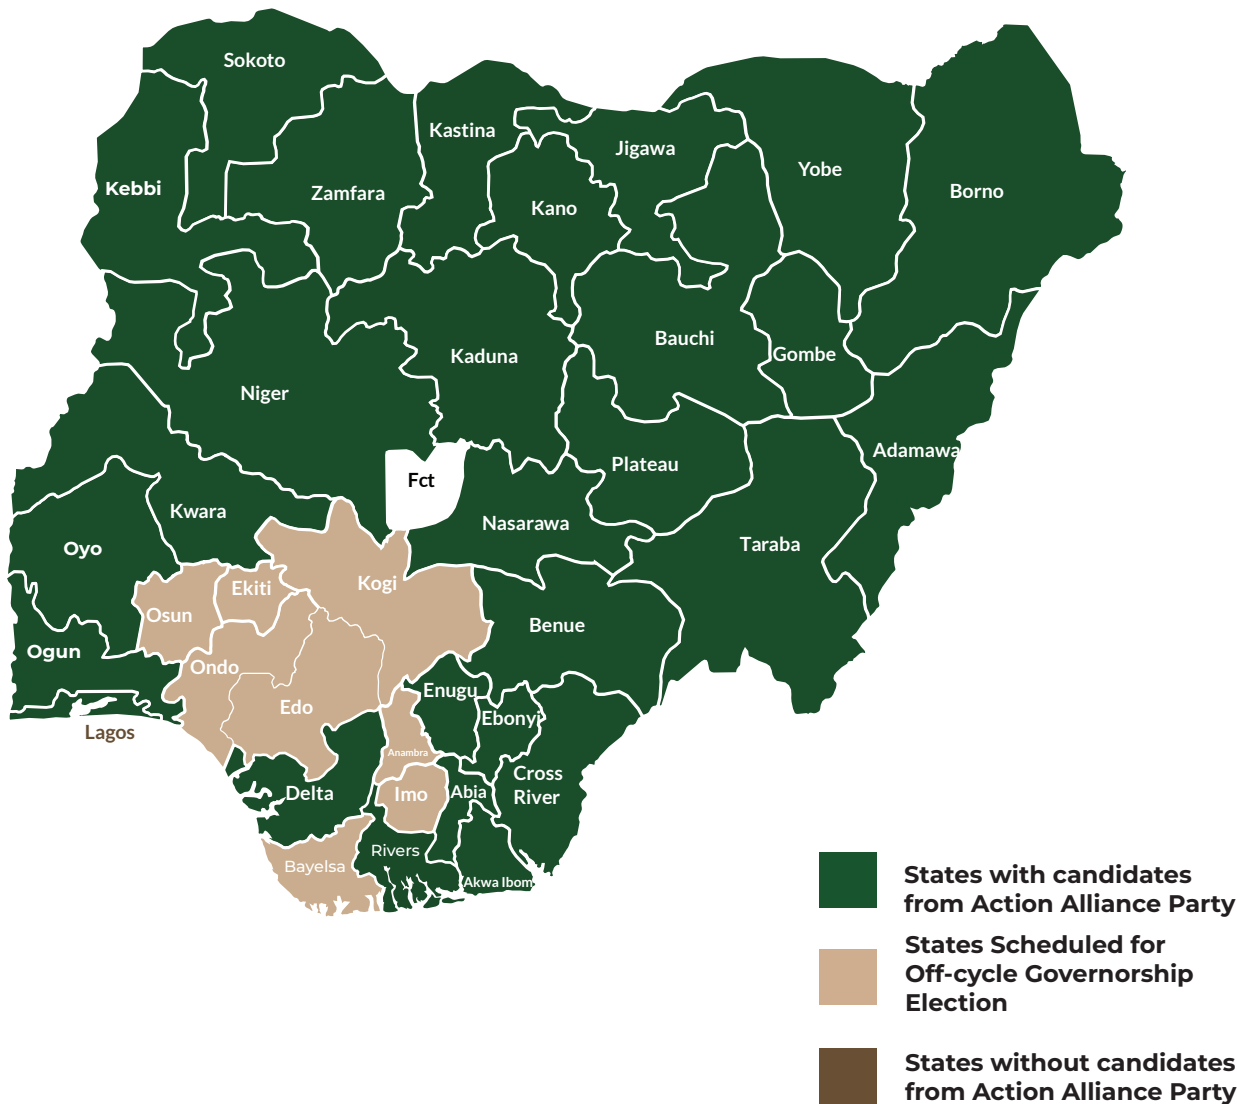 Sokoto
Kastina
Jigawa
Yobe
Borno
Kebbi
Zamfara
Kano
Bauchi
Gombe
Kaduna
Niger
Adamawa
Plateau
Fct
Kwara
Nasarawa
Taraba
Oyo
Kogi
Ekiti
Osun
Benue
Ogun
Ondo
Enugu
Edo
Ebonyi
Lagos
Anambra
Cross
River
Delta
Imo
Abia
Rivers
Bayelsa
Akwa Ibom
States with candidates
from Action Alliance Party
States Scheduled for
Off-cycle Governorship
Election
States without candidates
from Action Alliance Party